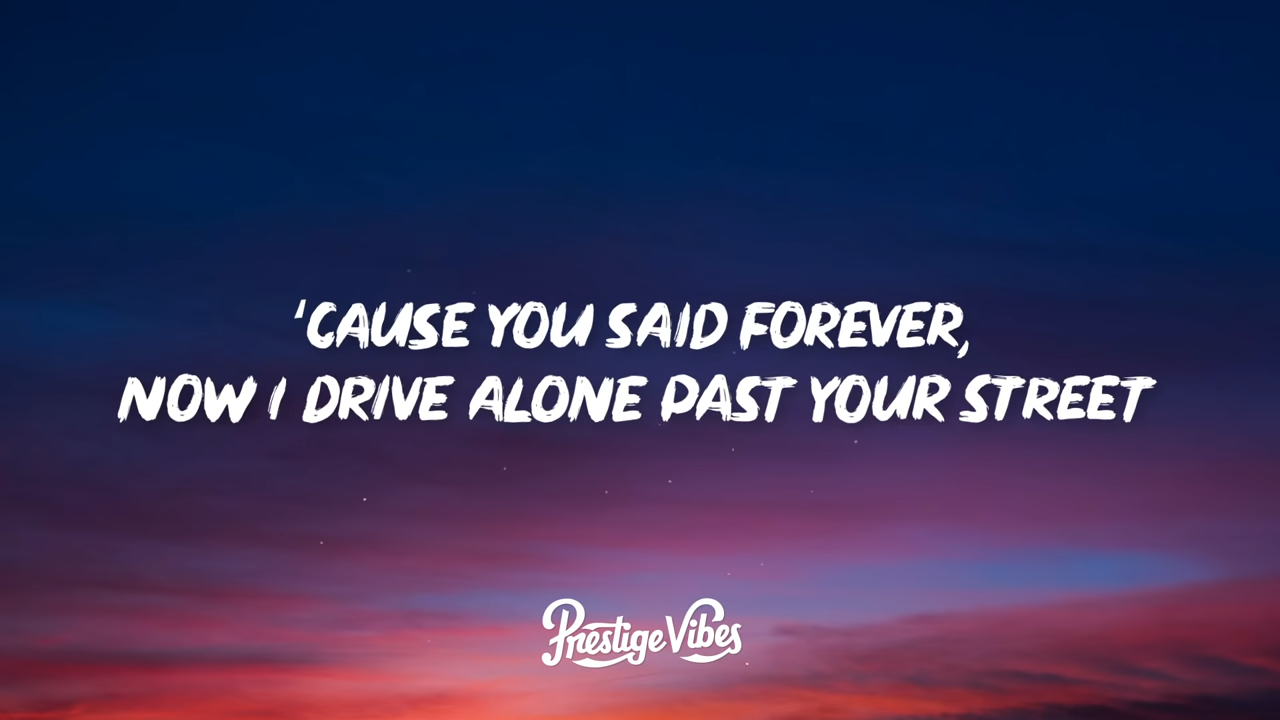 ‘CAUSE YOU SAID FOREVER,
NOW I DRIVE ALONE PAST YOUR STREET
Prestige Vibes